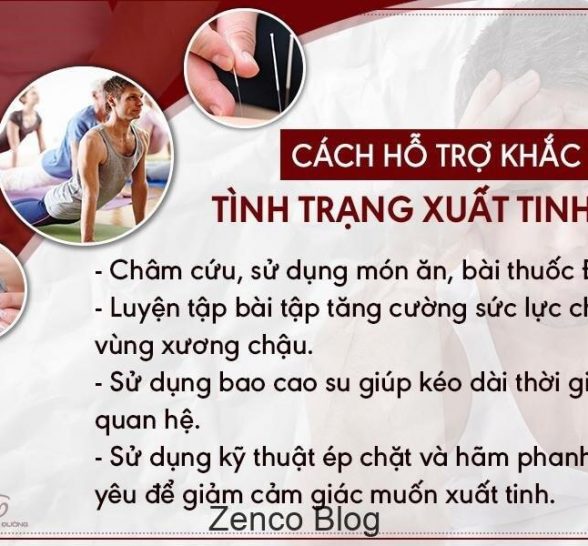 CÁCH HỖ TRỢ KHẮC
TÌNH TRẠNG XUẤT TINH
- Châm cứu, sử dụng món ăn, bài thuốc
- Luyện tập bài tập tăng cường sức lực
vùng xương chậu.
- Sử dụng bao cao su giúp kéo dài thời
quan hệ.
- Sử dụng kỹ thuật ép chặt và hãm phanh
yêu để giảm cảm giác muốn xuất tinh.
ĐƯỜNG
Zenco Blog